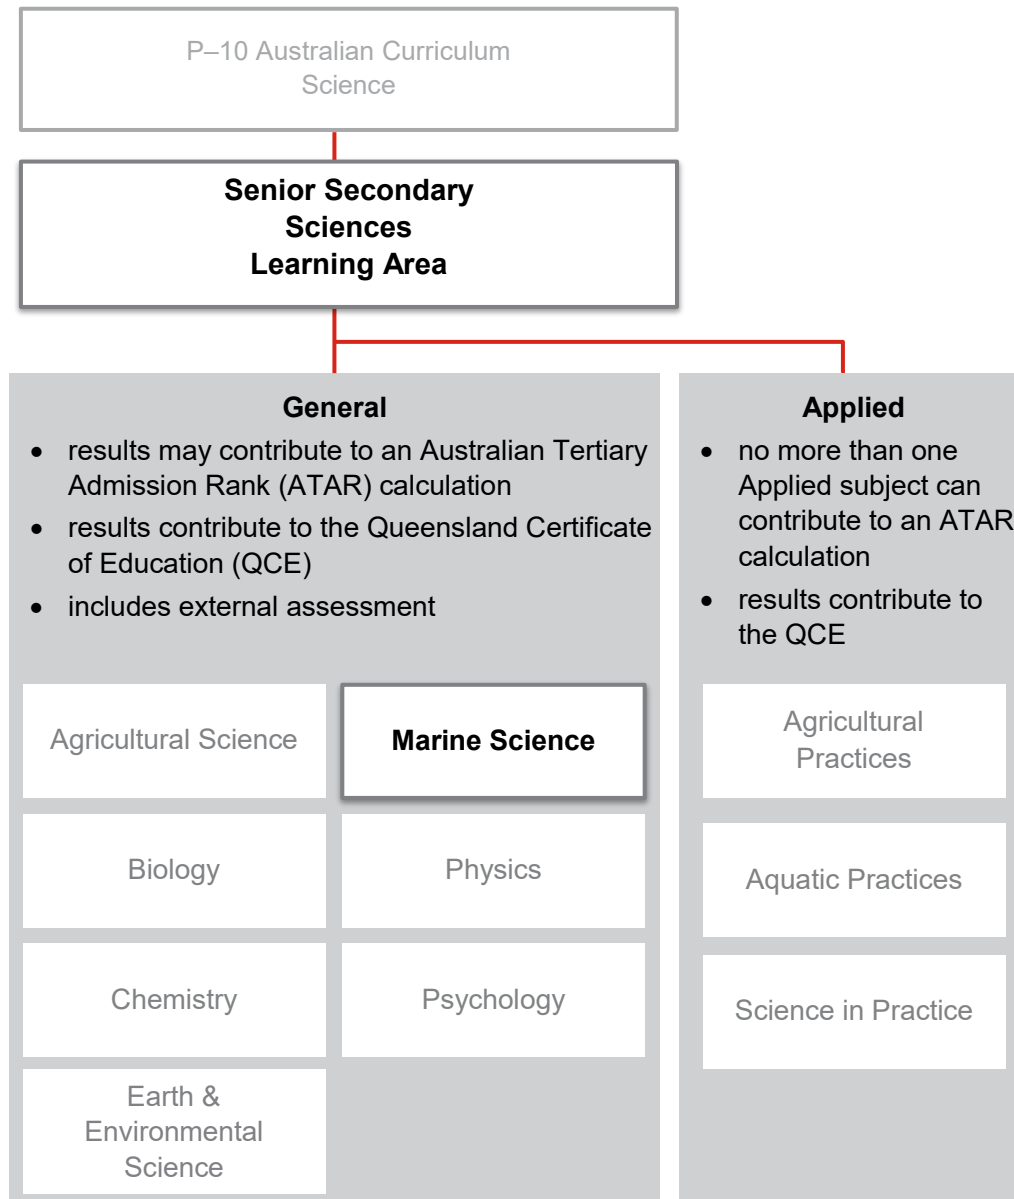 P–10 Australian Curriculum
Science
Senior Secondary
Sciences
Learning Area
General
• results may contribute to an Australian Tertiary
Admission Rank (ATAR) calculation
• results contribute to the Queensland Certificate
of Education (QCE)
• includes external assessment
Agricultural Science
Marine Science
Biology
Physics
Chemistry
Psychology
Earth &
Environmental
Science
Applied
• no more than one
Applied subject can
contribute to an ATAR
calculation
• results contribute to
the QCE
Agricultural
Practices
Aquatic Practices
Science in Practice